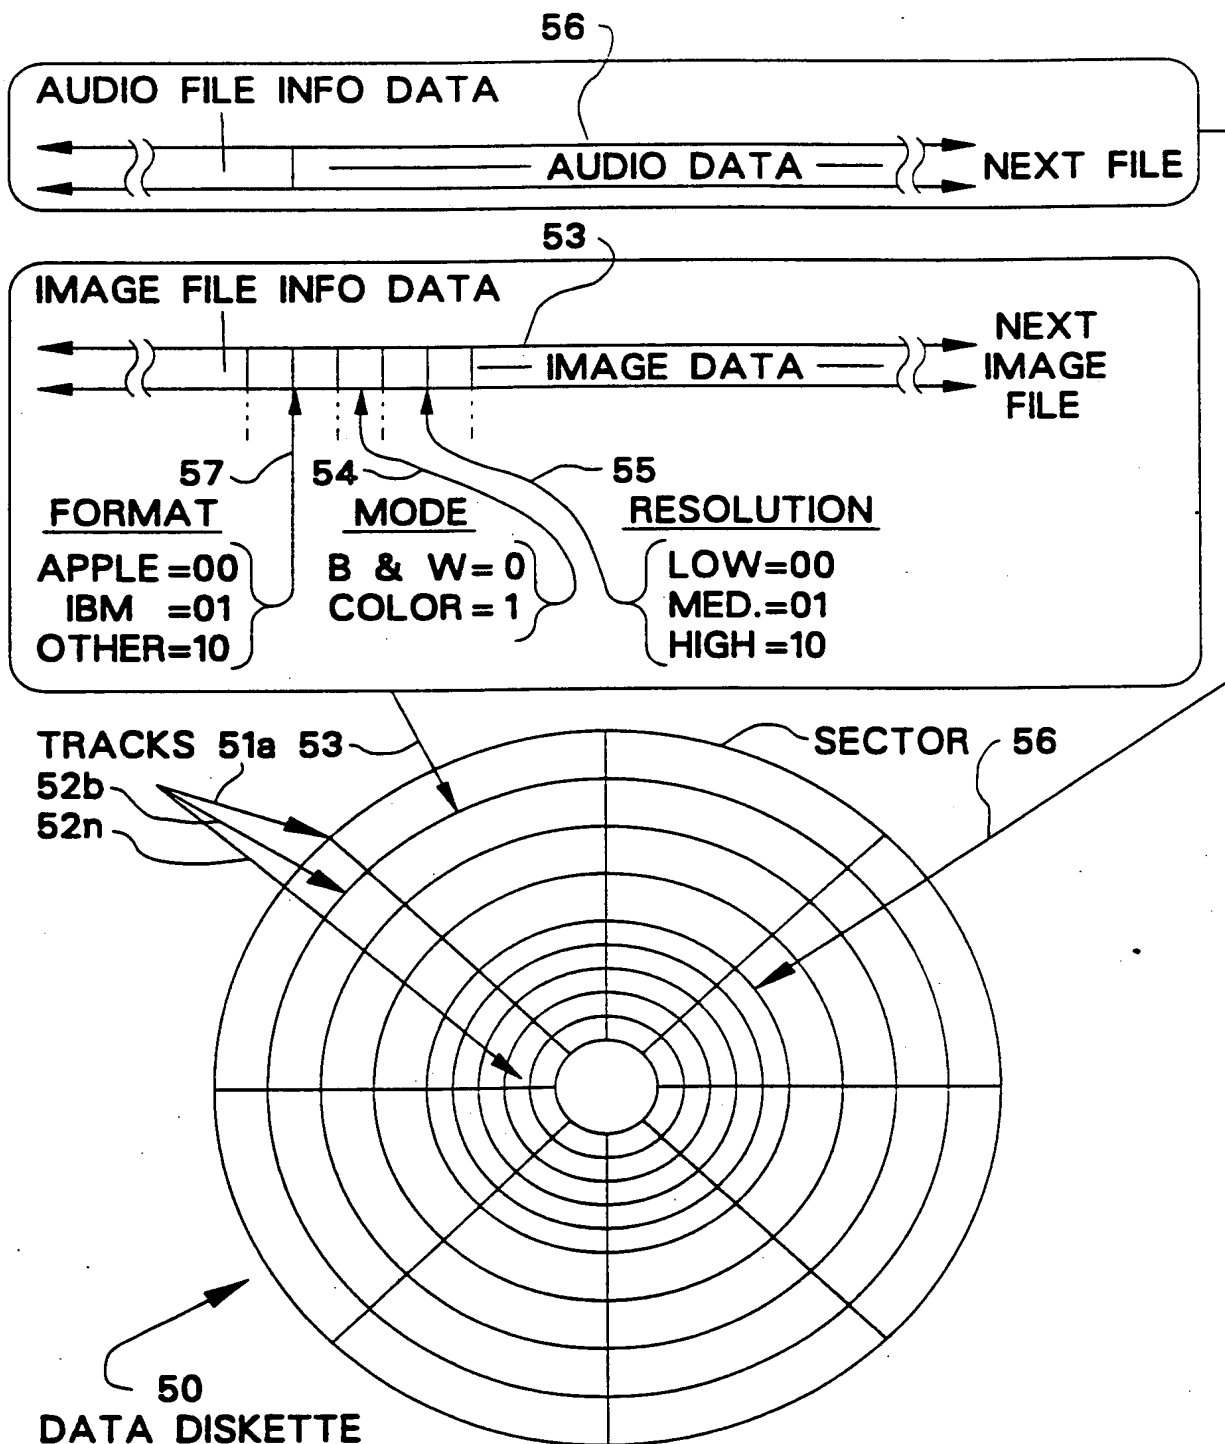 56
AUDIO FILE INFO DATA
AUDIO DATA
NEXT FILE
53
IMAGE FILE INFO DATA
IMAGE DATA
NEXT
IMAGE
FILE
57
54
55
FORMAT
APPLE=00
IBM =01
OTHER=10
MODE
B & W=0
COLOR=1
RESOLUTION
LOW=00
MED.=01
HIGH=10
TRACKS 51a 53
52b
52n
SECTOR 56
50
DATA DISKETTE